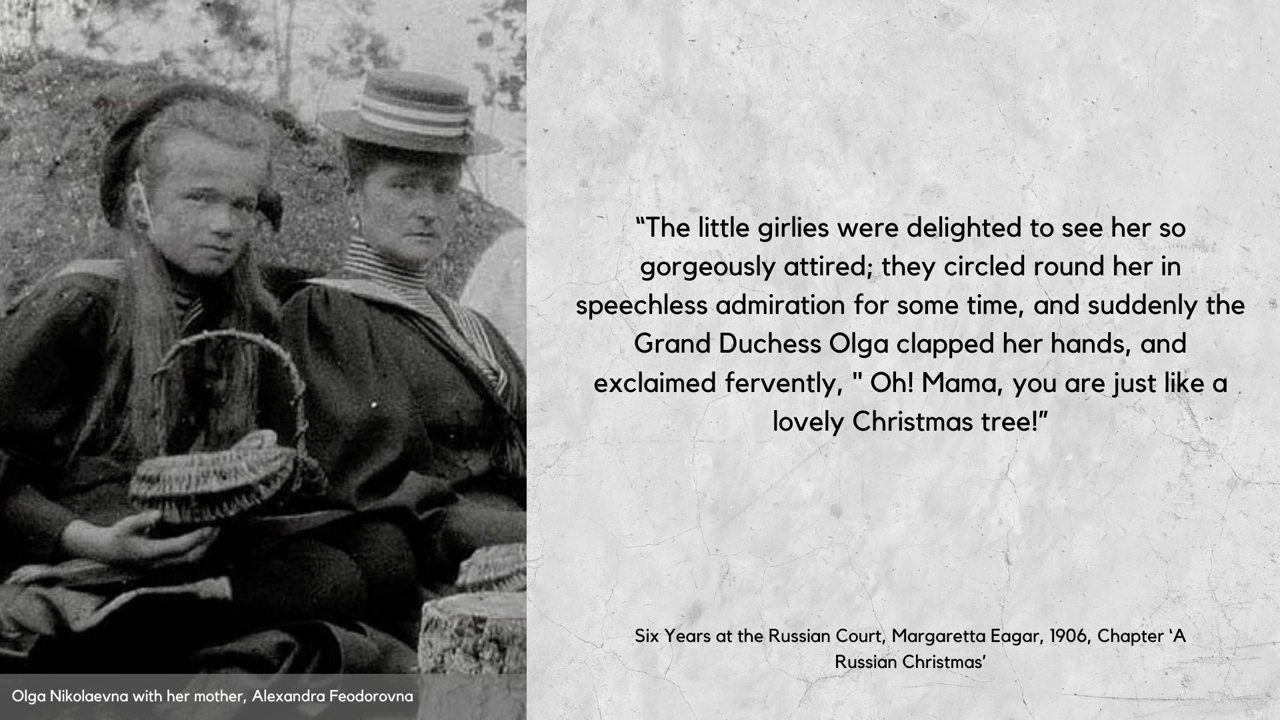 “The little girlies were delighted to see her so
gorgeously attired; they circled round her in
speechless admiration for some time, and suddenly the
Grand Duchess Olga clapped her hands, and
exclaimed fervently, " Oh! Mama, you are just like a
lovely Christmas tree!”
Six Years at the Russian Court, Margaretta Eagar, 1906, Chapter ‘A
Russian Christmas’
Olga Nikolaevna with her mother, Alexandra Feodorovna